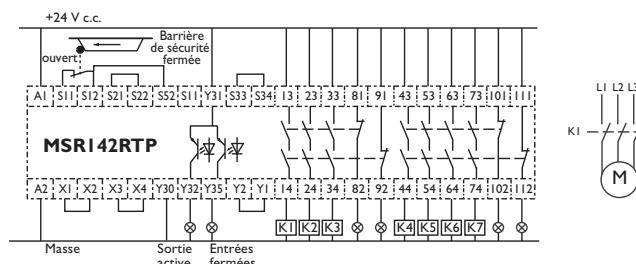 +24 V c.c.
Barrière
de sécurité
fermée
ouvert
A1 S11 S12 S21 S22 S52 S11 Y31 S33 S34 13 23 33 81 91 43 53 63 73 101 111
MSR142RTP
A2 X1 X2 X3 X4 Y30 Y32 Y35 Y2 Y1 14 24 34 82 92 44 54 64 74 102 112
K1 K2 K3 K4 K5 K6 K7
Masse
Sortie
active
Entrées
fermées
L1 L2 L3
K1
M